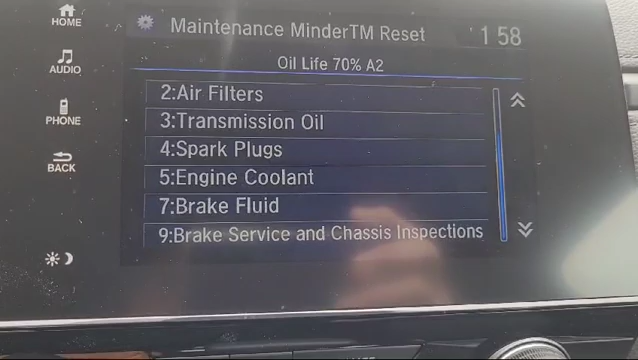 HOME
Maintenance MinderTM Reset
1 58
Oil Life 70% A2
AUDIO
2:Air Filters
3:Transmission Oil
PHONE
4:Spark Plugs
BACK
5:Engine Coolant
7:Brake Fluid
9:Brake Service and Chassis Inspections